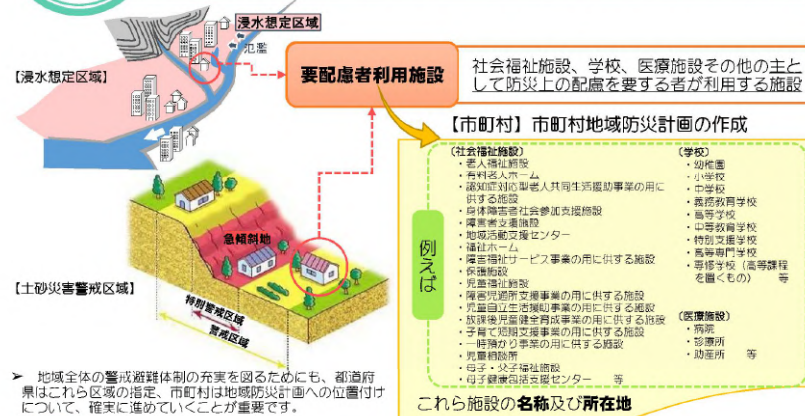 浸水想定区域
氾濫
【浸水想定区域】
要配慮者利用施設
社会福祉施設、学校、医療施設その他の主と
して防災上の配慮を要する者が利用する施設
【市町村】市町村地域防災計画の作成
例えば
(社会福祉施設)
・老人福祉施設
・有料老人ホーム
・認知症対応型老人共同生活援助事業の用に
供する施設
・身体障害者社会参加支援施設
・障害者支援施設
・地域活動支援センター
・福祉ホーム
・障害福祉サービス事業の用に供する施設
・保護施設
・児童福祉施設
・障害児通所支援事業の用に供する施設
・児童自立生活援助事業の用に供する施設
・放課後児童健全育成事業の用に供する施設
・子育て短期支援事業の用に供する施設
・一時預かり事業の用に供する施設
・児童相談所
・母子・父子福祉施設
・母子健康包括支援センター　等
(学校)
・幼稚園
・小学校
・中学校
・義務教育学校
・高等学校
・中等教育学校
・特別支援学校
・高等専門学校
・専修学校（高等課程
を置くもの）　等
(医療施設)
・病院
・診療所
・助産所　等
急傾斜地
【土砂災害警戒区域】
特別警戒区域
警戒区域
➢ 地域全体の警戒避難体制の充実を図るためにも、都道府
県はこれら区域の指定、市町村は地域防災計画への位置付け
について、確実に進めていくことが重要です。
これら施設の名称及び所在地